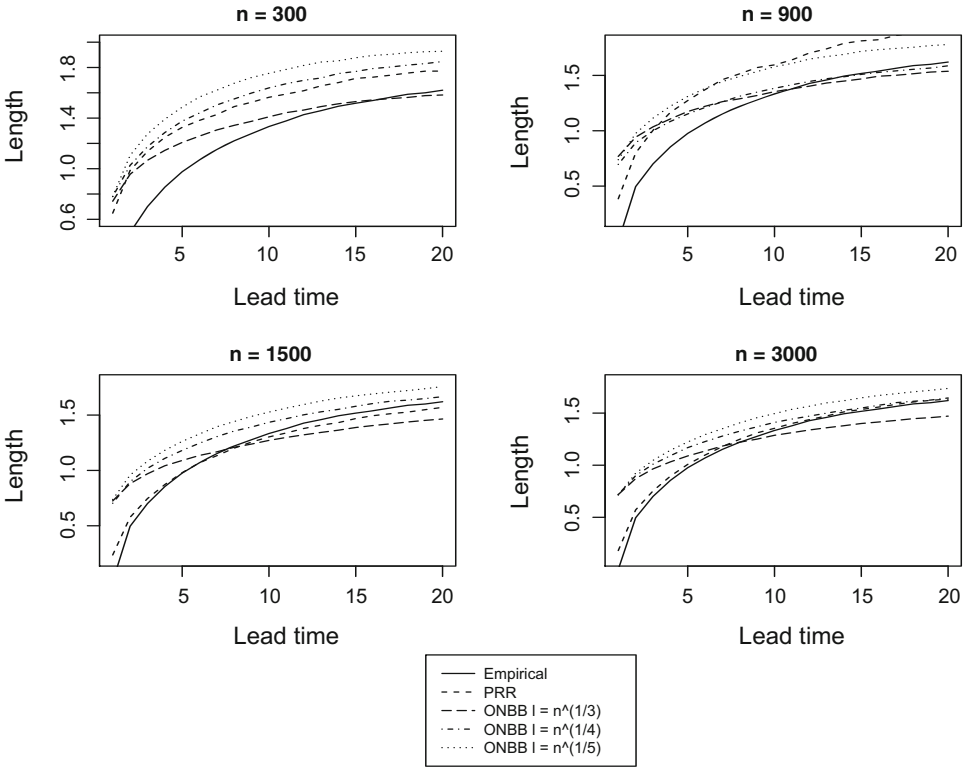 n = 300
Length
0.6 1.0 1.4 1.8
5 10 15 20
Lead time
n = 900
Length
0.5 1.0 1.5
5 10 15 20
Lead time
n = 1500
Length
0.5 1.0 1.5
5 10 15 20
Lead time
n = 3000
Length
0.5 1.0 1.5
5 10 15 20
Lead time
Empirical
PRR
ONBB l = n^(1/3)
ONBB l = n^(1/4)
ONBB l = n^(1/5)